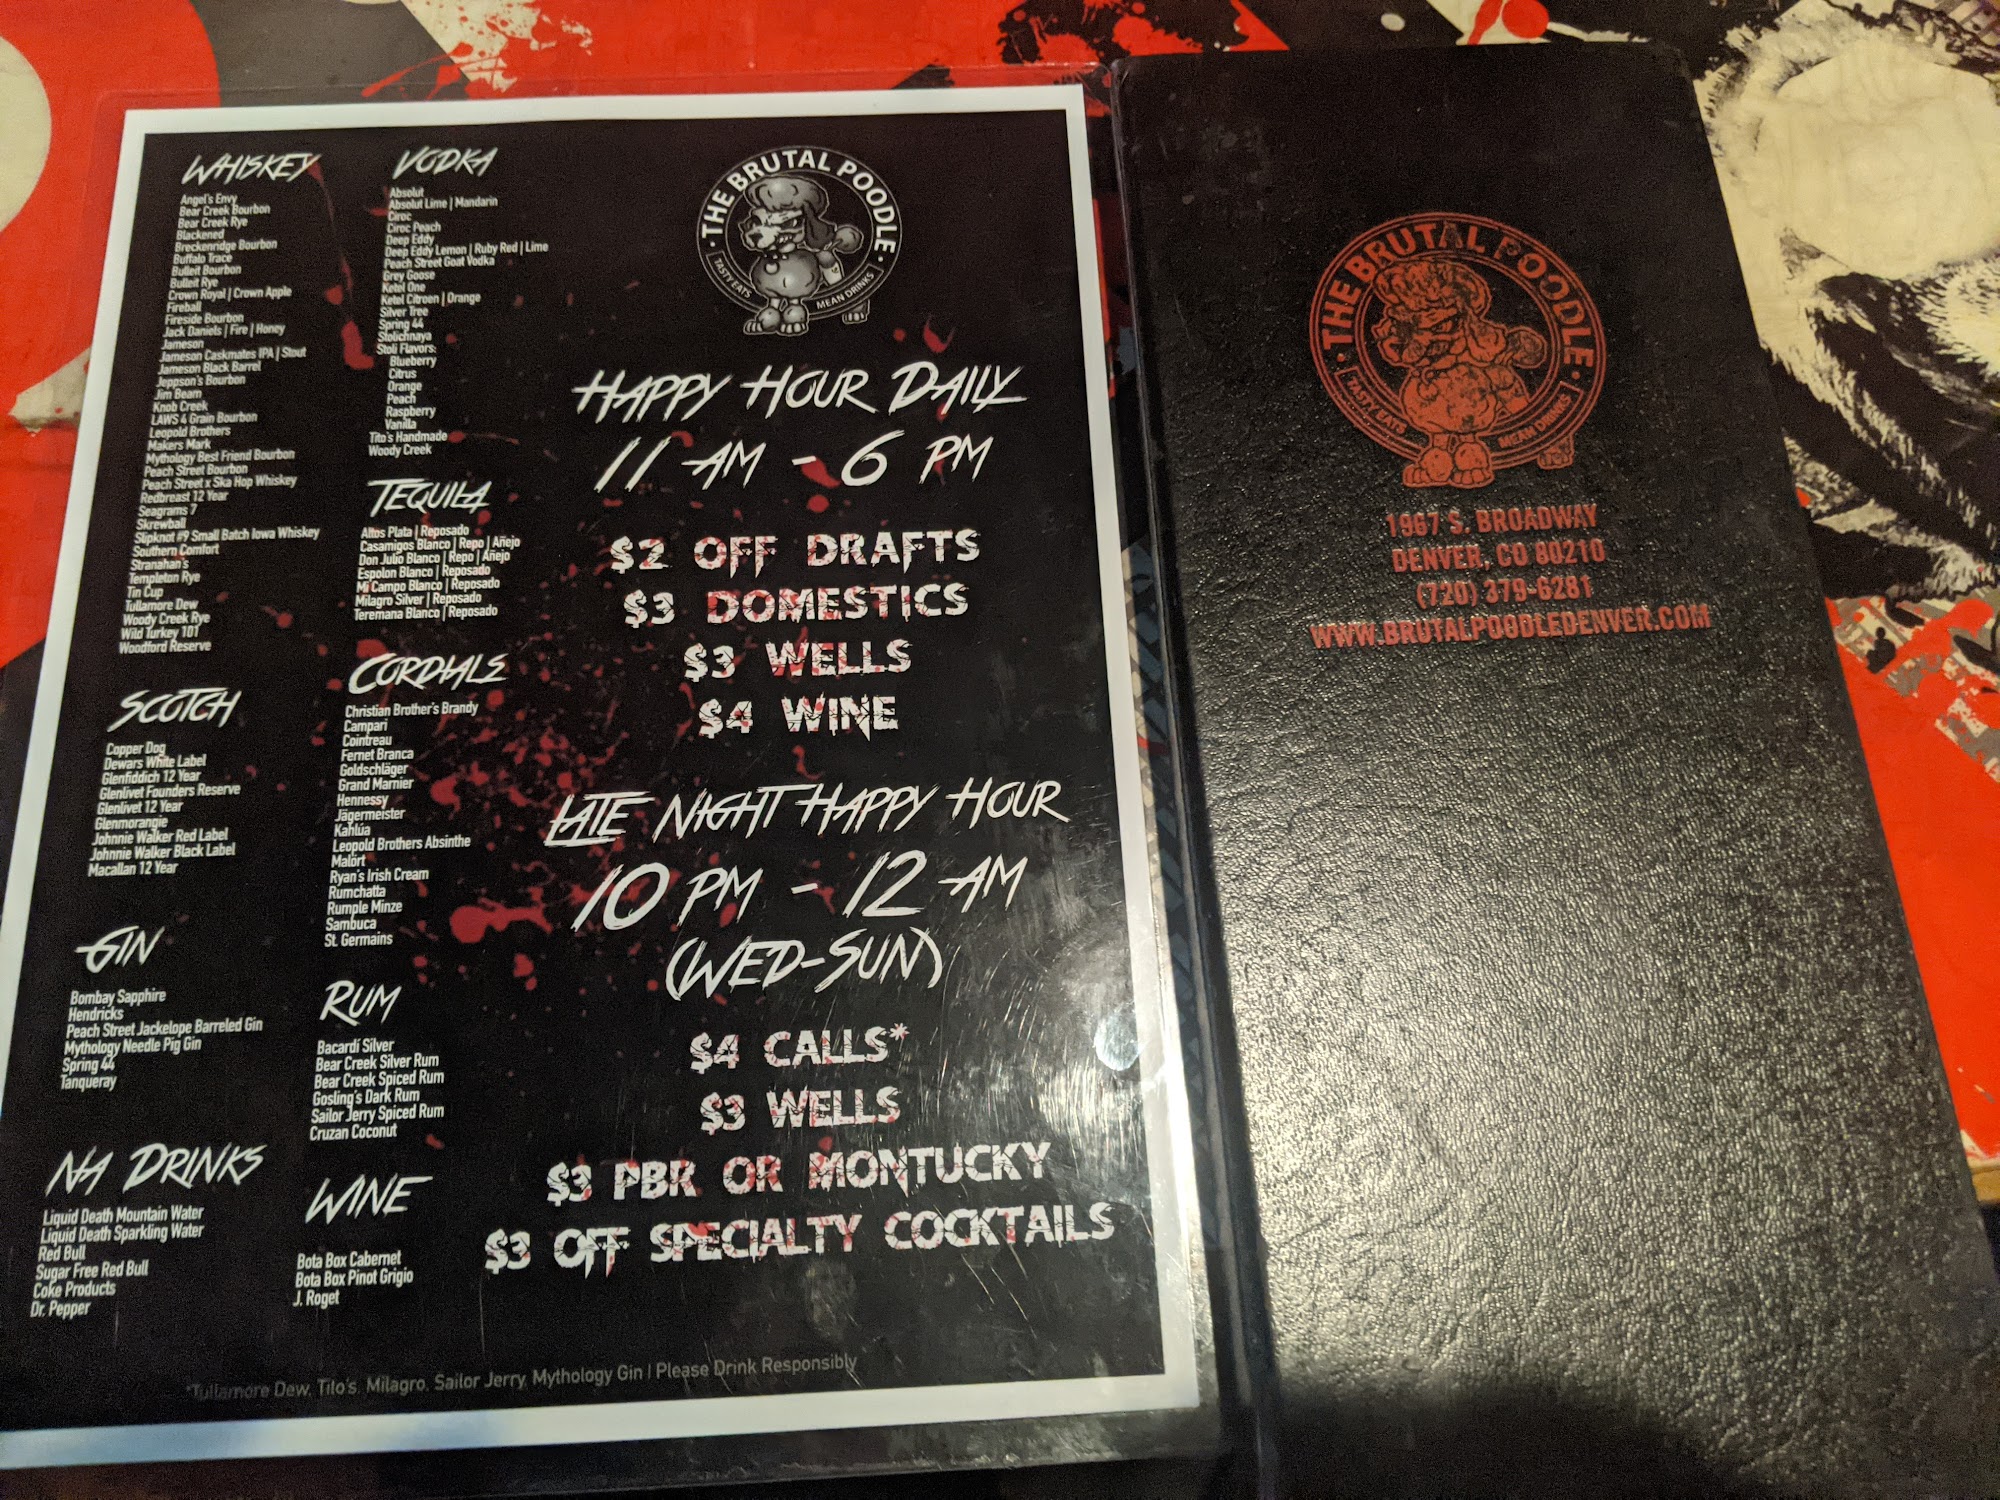 WHISKEY
Angel's Envy
Bear Creek Bourbon
Bear Creek Rye
Blackened
Breckenridge Bourbon
Buffalo Trace
Bulleit Bourbon
Bulleit Rye
Crown Royal | Crown Apple
Fireball
Fireside Bourbon
Jack Daniels | Fire | Honey
Jameson
Jameson Caskmates IPA | Stout
Jameson Black Barrel
Jeppson's Bourbon
Jim Beam
Knob Creek
LAWS 4 Grain Bourbon
Leopold Brothers
Makers Mark
Mythology Best Friend Bourbon
Peach Street Bourbon
Peach Street x Ska Hop Whiskey
Redbreast 12 Year
Seagrams 7
Skrewball
Slipknot #9 Small Batch Iowa Whiskey
Southern Comfort
Stranahan's
Templeton Rye
Tin Cup
Tullamore Dew
Woody Creek Rye
Wild Turkey 101
Woodford Reserve
SCOTCH
Copper Dog
Dewars White Label
Glenfiddich 12 Year
Glenlivet Founders Reserve
Glenlivet 12 Year
Glenmorangie
Johnnie Walker Red Label
Johnnie Walker Black Label
Macallan 12 Year
GIN
Bombay Sapphire
Hendricks
Peach Street Jackelope Barreled Gin
Mythology Needle Pig Gin
Spring 44
Tanqueray
NA DRINKS
Liquid Death Mountain Water
Liquid Death Sparkling Water
Red Bull
Sugar Free Red Bull
Coke Products
Dr. Pepper
VODKA
Absolut
Absolut Lime | Mandarin
Ciroc
Ciroc Peach
Deep Eddy
Deep Eddy Lemon | Ruby Red | Lime
Peach Street Goat Vodka
Grey Goose
Ketel One
Ketel Citroen | Orange
Silver Tree
Spring 44
Stolichnaya
Stoli Flavors:
Blueberry
Citrus
Orange
Peach
Raspberry
Vanilla
Tito's Handmade
Woody Creek
TEQUILA
Altos Plata | Reposado
Casamigos Blanco | Repo | Añejo
Don Julio Blanco | Repo | Añejo
Espolon Blanco | Reposado
Mi Campo Blanco | Reposado
Milagro Silver | Reposado
Teremana Blanco | Reposado
CORDIALS
Christian Brother's Brandy
Campari
Cointreau
Fernet Branca
Goldschläger
Grand Marnier
Hennessy
Jägermeister
Kahlúa
Leopold Brothers Absinthe
Malört
Ryan's Irish Cream
Rumchatta
Rumple Minze
Sambuca
St. Germains
RUM
Bacardí Silver
Bear Creek Silver Rum
Bear Creek Spiced Rum
Gosling's Dark Rum
Sailor Jerry Spiced Rum
Cruzan Coconut
WINE
Bota Box Cabernet
Bota Box Pinot Grigio
J. Roget
· THE BRUTAL POODLE ·
TASTY EATS MEAN DRINKS
HAPPY HOUR DAILY
11 AM - 6 PM
$2 OFF DRAFTS
$3 DOMESTICS
$3 WELLS
$4 WINE
LATE NIGHT HAPPY HOUR
10 PM - 12 AM
(WED-SUN)
$4 CALLS*
$3 WELLS
$3 PBR OR MONTUCKY
$3 OFF SPECIALTY COCKTAILS
*Tullamore Dew, Tito's, Milagro, Sailor Jerry, Mythology Gin | Please Drink Responsibly
· THE BRUTAL POODLE ·
TASTY EATS MEAN DRINKS
1967 S. BROADWAY
DENVER, CO 80210
(720) 379-6281
WWW.BRUTALPOODLEDENVER.COM